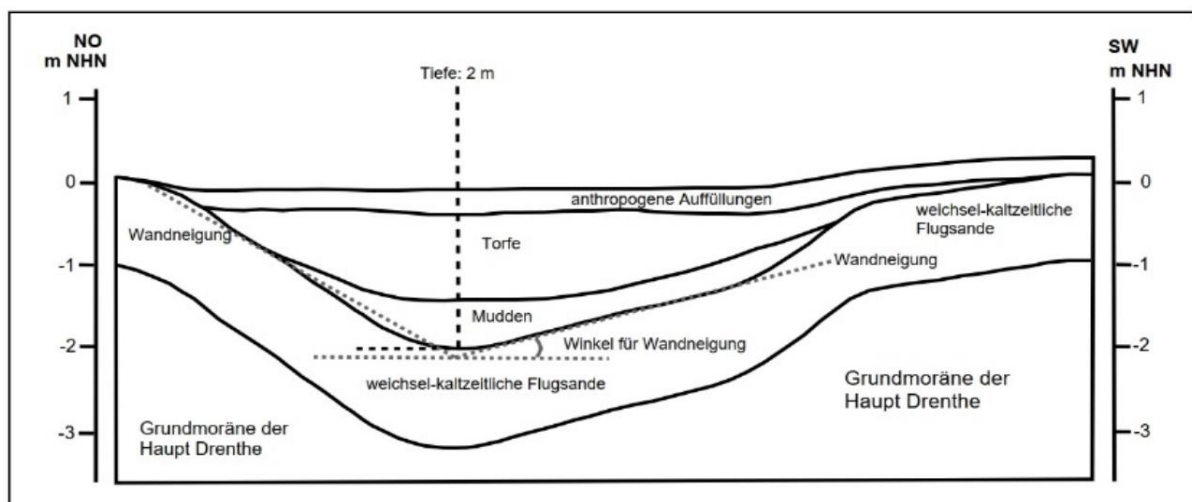 NO
m NHN
SW
m NHN
Tiefe: 2 m
1
1
0
0
anthropogene Auffüllungen
weichsel-kaltzeitliche
Flugsande
Wandneigung
Torfe
-1
-1
Wandneigung
Mudden
Winkel für Wandneigung
-2
-2
weichsel-kaltzeitliche Flugsande
Grundmoräne der
Haupt Drenthe
Grundmoräne der
Haupt Drenthe
-3
-3